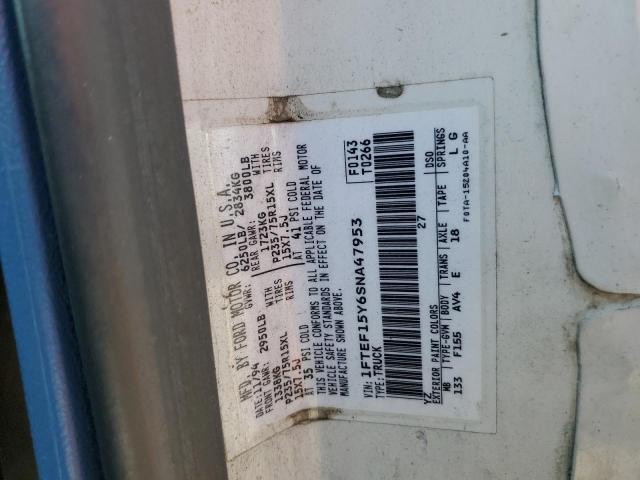 MFD. BY FORD MOTOR CO. IN U.S.A.
DATE: 11/94 GVWR: 6250LB/ 2834KG
FRONT GAWR: 2950LB REAR GAWR: 3800LB
1338KG WITH 1723KG WITH
P235/75R15XL TIRES P235/75R15XL TIRES
15X7.5J RIMS 15X7.5J RIMS
AT 35 PSI COLD AT 41 PSI COLD
THIS VEHICLE CONFORMS TO ALL APPLICABLE FEDERAL MOTOR
VEHICLE SAFETY STANDARDS IN EFFECT ON THE DATE OF
MANUFACTURE SHOWN ABOVE.
VIN: 1FTEF15Y6SNA47953 F0143
TYPE: TRUCK T0266
YZ 27
EXTERIOR PAINT COLORS DSO
WB TYPE-GVW BODY TRANS AXLE TAPE SPRINGS
133 F155 AV4 E 18 L G
F0TA-15204A10-AA